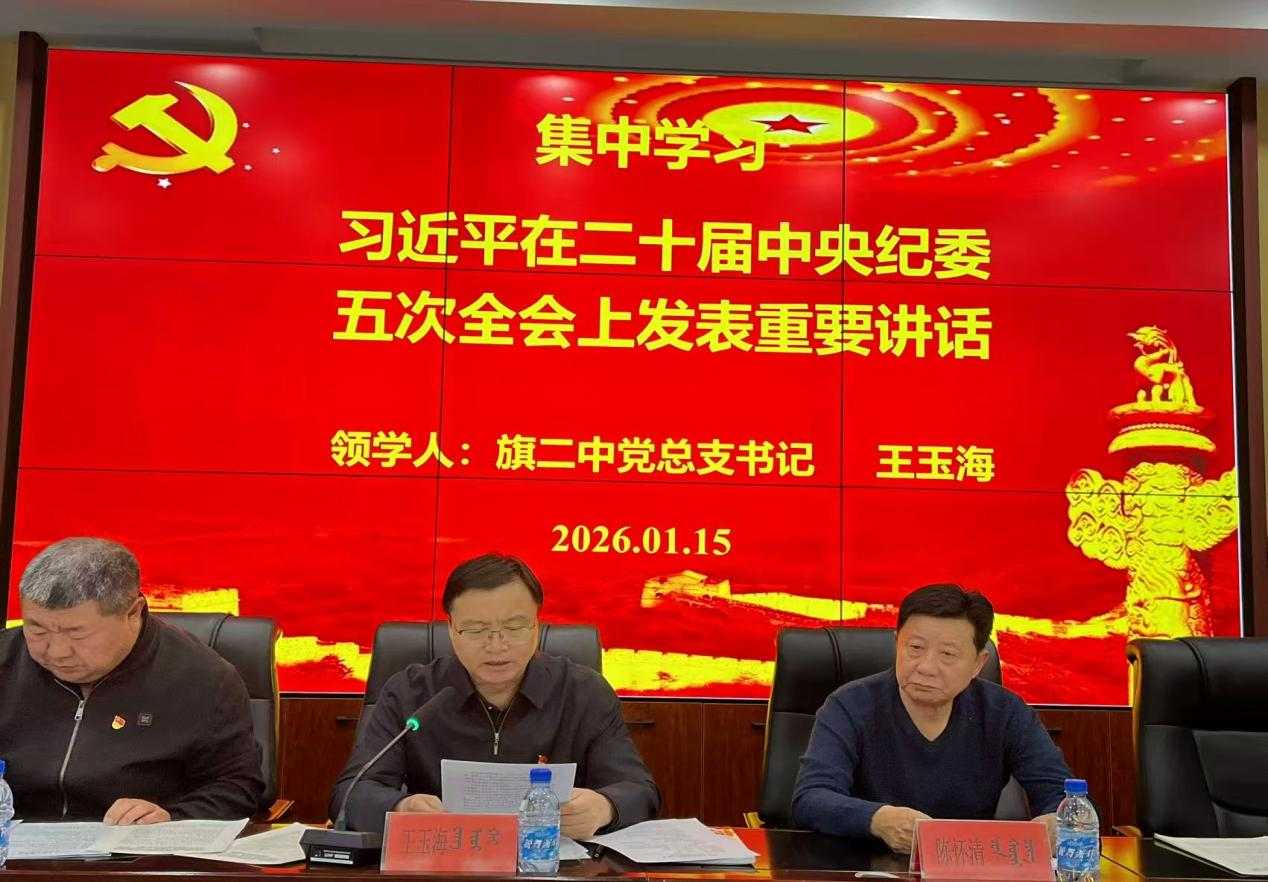 集中学习
习近平在二十届中央纪委
五次全会上发表重要讲话
领学人：旗二中党总支书记 王玉海
2026.01.15
王玉海
陈怀清